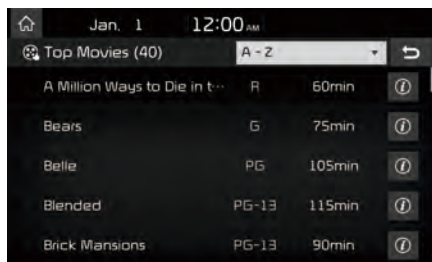 Jan. 1 12:00 AM
Top Movies (40) A - Z
A Million Ways to Die in t··· R 60min
Bears G 75min
Belle PG 105min
Blended PG-13 115min
Brick Mansions PG-13 90min